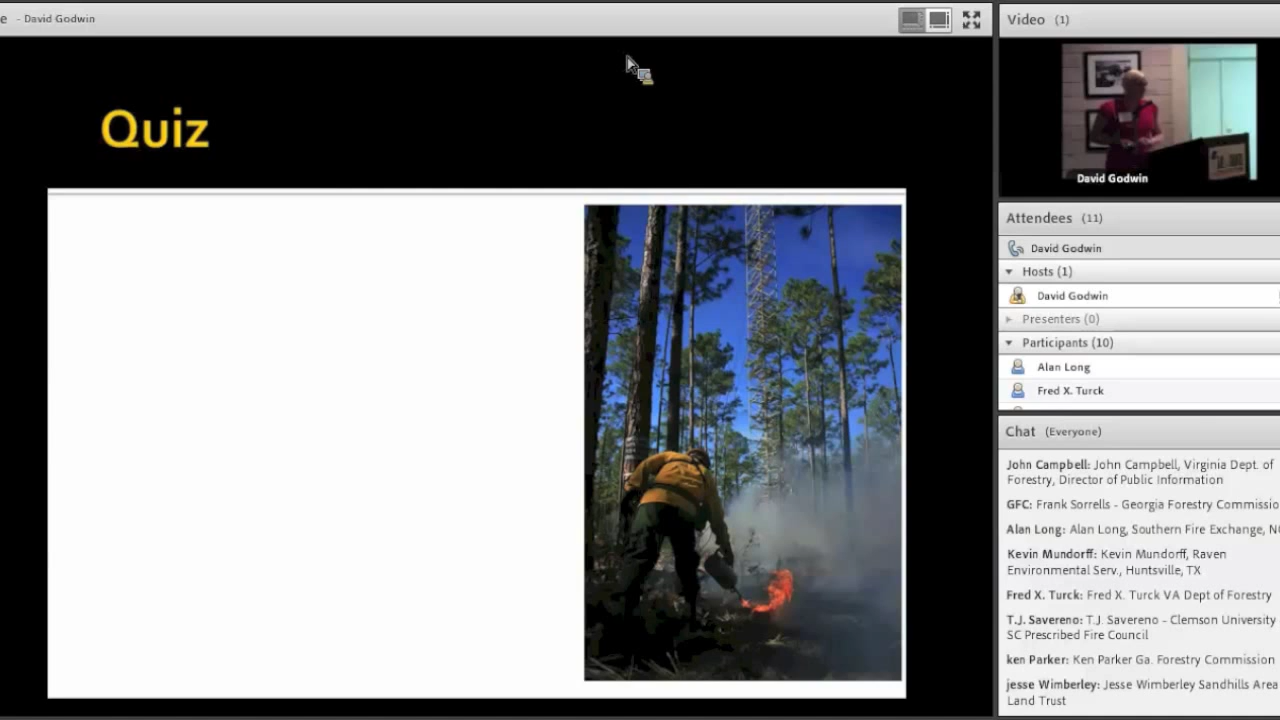 e - David Godwin
Quiz
Video (1)
David Godwin
Attendees (11)
David Godwin
Hosts (1)
David Godwin
Presenters (0)
Participants (10)
Alan Long
Fred X. Turck
Chat (Everyone)
John Campbell: John Campbell, Virginia Dept. of
Forestry, Director of Public Information
GFC: Frank Sorrells - Georgia Forestry Commissio
Alan Long: Alan Long, Southern Fire Exchange, NC
Kevin Mundorff: Kevin Mundorff, Raven
Environmental Serv., Huntsville, TX
Fred X. Turck: Fred X. Turck VA Dept of Forestry
T.J. Savereno: T.J. Savereno - Clemson University
SC Prescribed Fire Council
ken Parker: Ken Parker Ga. Forestry Commission
jesse Wimberley: Jesse Wimberley Sandhills Area
Land Trust